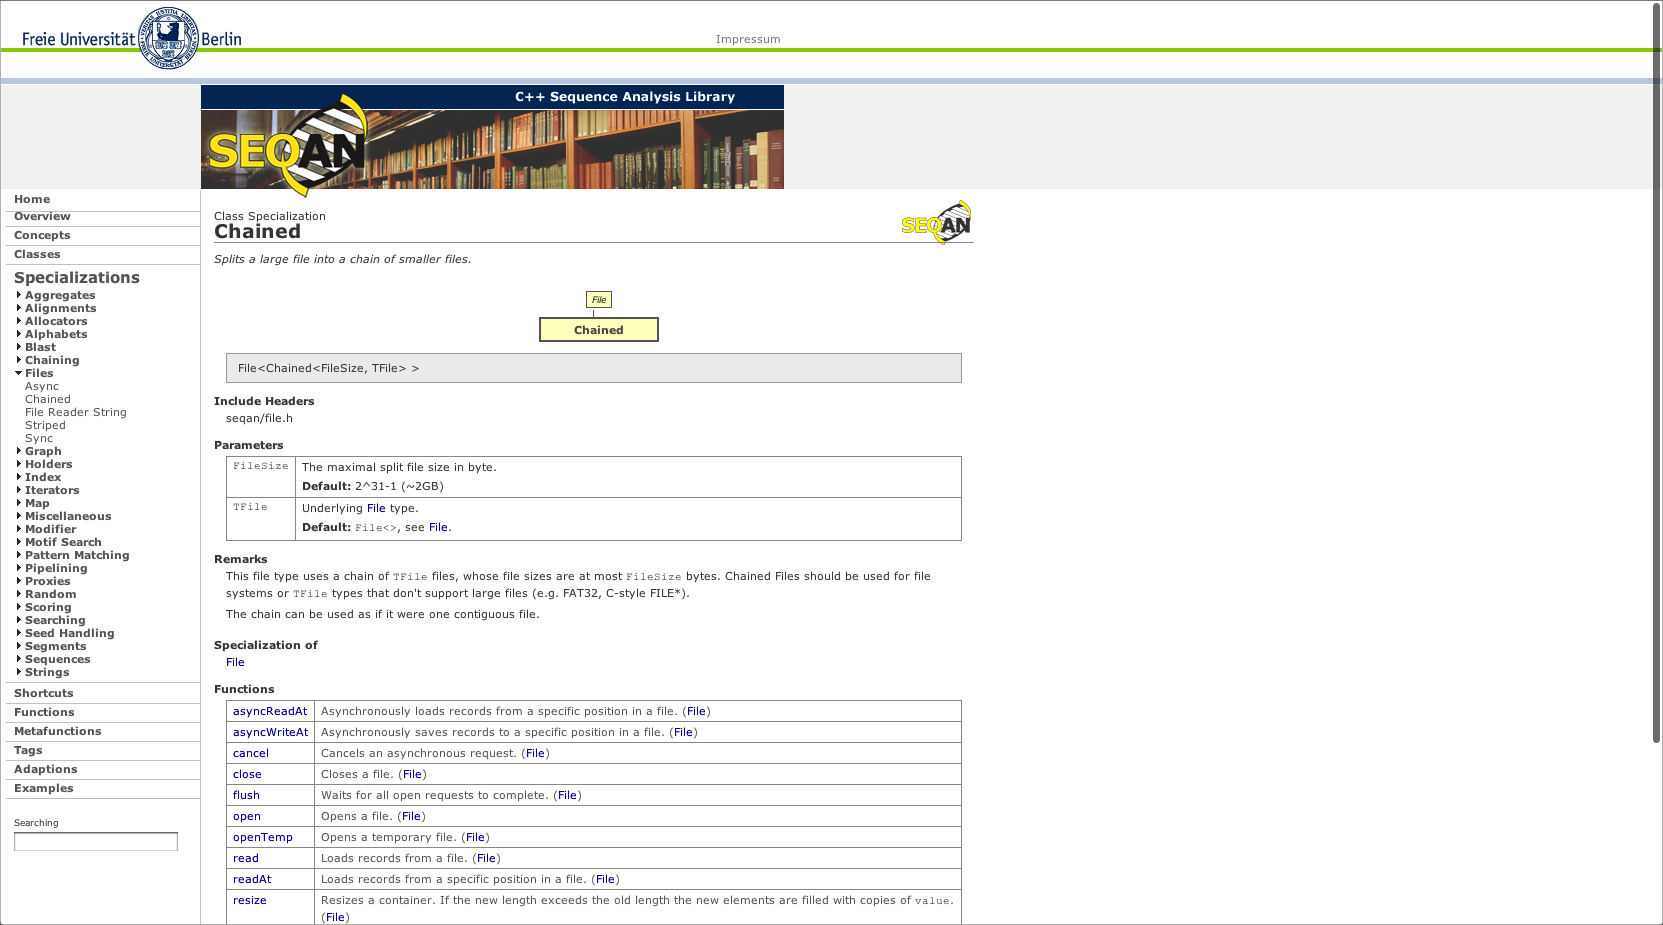 Freie Universität Berlin
Impressum
C++ Sequence Analysis Library
SEQAN
Home
Overview
Concepts
Classes
Specializations
Aggregates
Alignments
Allocators
Alphabets
Blast
Chaining
Files
Async
Chained
File Reader String
Striped
Sync
Graph
Holders
Index
Iterators
Map
Miscellaneous
Modifier
Motif Search
Pattern Matching
Pipelining
Proxies
Random
Scoring
Searching
Seed Handling
Segments
Sequences
Strings
Shortcuts
Functions
Metafunctions
Tags
Adaptions
Examples
Searching
Class Specialization
Chained
SEQAN
Splits a large file into a chain of smaller files.
File
Chained
File<Chained<FileSize, TFile> >
Include Headers
seqan/file.h
Parameters
FileSize The maximal split file size in byte.
Default: 2^31-1 (~2GB)
TFile Underlying File type.
Default: File<>, see File.
Remarks
This file type uses a chain of TFile files, whose file sizes are at most FileSize bytes. Chained Files should be used for file
systems or TFile types that don't support large files (e.g. FAT32, C-style FILE*).
The chain can be used as if it were one contiguous file.
Specialization of
File
Functions
asyncReadAt Asynchronously loads records from a specific position in a file. (File)
asyncWriteAt Asynchronously saves records to a specific position in a file. (File)
cancel Cancels an asynchronous request. (File)
close Closes a file. (File)
flush Waits for all open requests to complete. (File)
open Opens a file. (File)
openTemp Opens a temporary file. (File)
read Loads records from a file. (File)
readAt Loads records from a specific position in a file. (File)
resize Resizes a container. If the new length exceeds the old length the new elements are filled with copies of value.
(File)